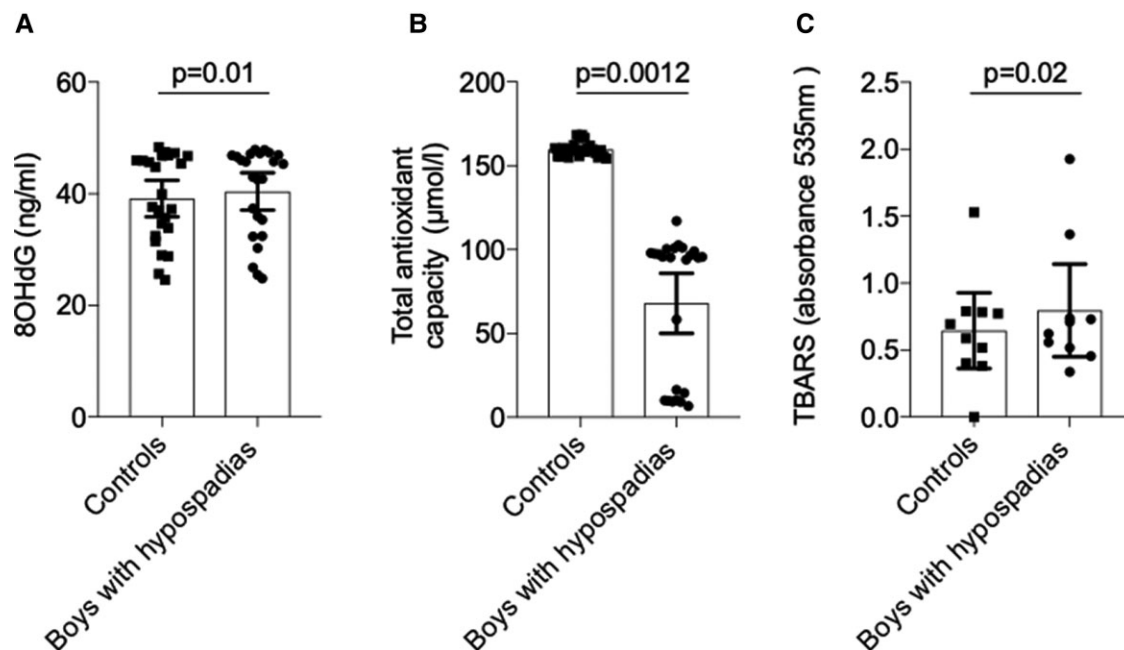 A
8OHdG (ng/ml)
60
40
20
0
p=0.01
Controls
Boys with hypospadias
B
Total antioxidant
capacity (μmol/l)
200
150
100
50
0
p=0.0012
Controls
Boys with hypospadias
C
TBARS (absorbance 535nm )
2.5
2.0
1.5
1.0
0.5
0.0
p=0.02
Controls
Boys with hypospadias